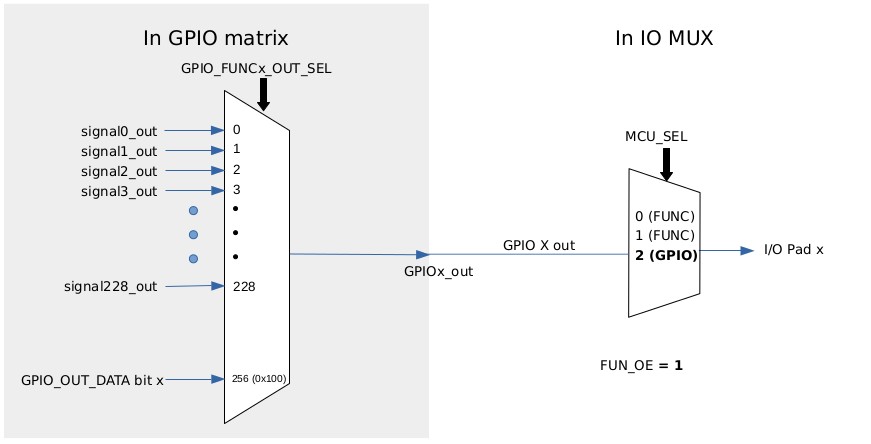 In GPIO matrix
In IO MUX
GPIO_FUNCx_OUT_SEL
MCU_SEL
signal0_out
0
signal1_out
1
signal2_out
2
signal3_out
3
signal228_out
228
GPIO_OUT_DATA bit x
256 (0x100)
GPIOx_out
GPIO X out
0 (FUNC)
1 (FUNC)
2 (GPIO)
I/O Pad x
FUN_OE = 1